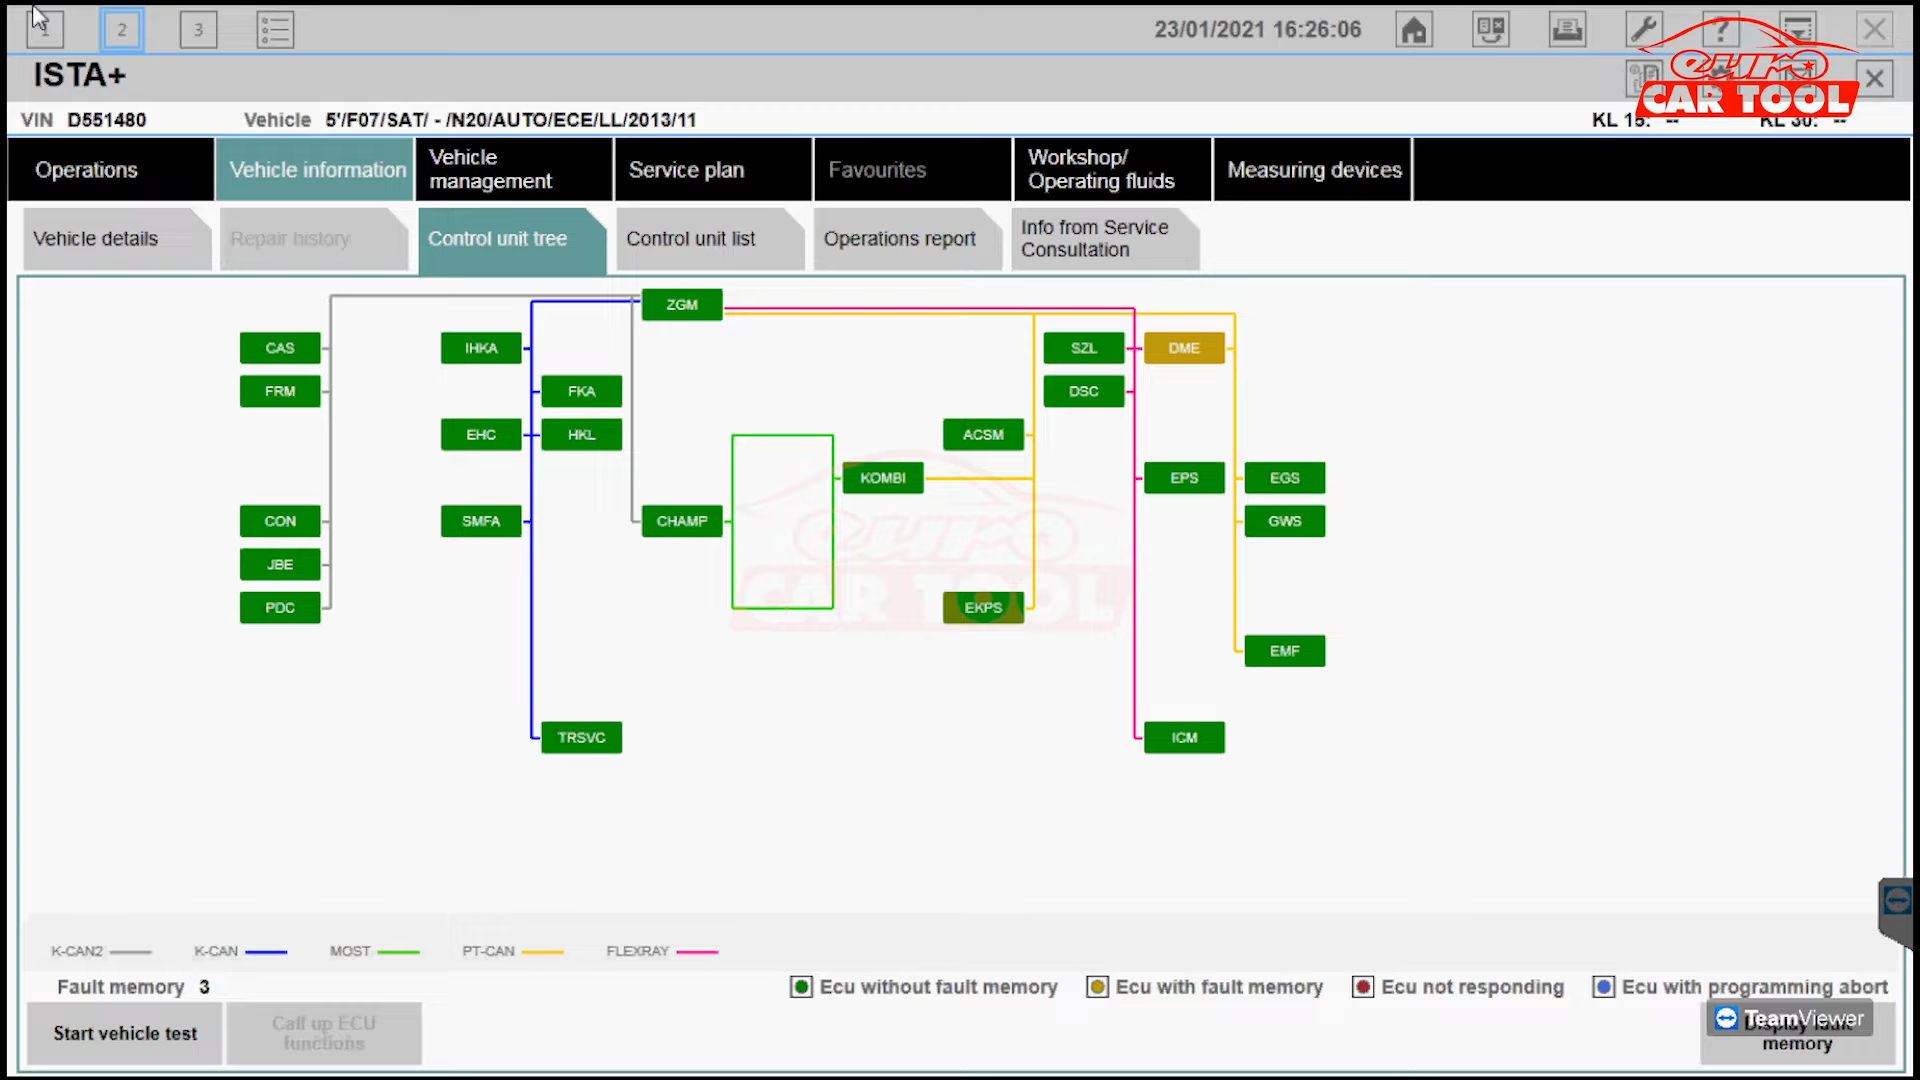 1 2 3 23/01/2021 16:26:06 ?
ISTA+
euro
CAR TOOL
VIN D551480 Vehicle 5'/F07/SAT/ - /N20/AUTO/ECE/LL/2013/11 KL 15: -- KL 30: --
Operations
Vehicle information
Vehicle
management
Service plan
Favourites
Workshop/
Operating fluids
Measuring devices
Vehicle details
Repair history
Control unit tree
Control unit list
Operations report
Info from Service
Consultation
ZGM
CAS IHKA SZL DME
FRM FKA DSC
EHC HKL ACSM
KOMBI EPS EGS
CON SMFA CHAMP GWS
JBE
PDC EKPS
EMF
TRSVC ICM
euro
CAR TOOL
K-CAN2 K-CAN MOST PT-CAN FLEXRAY
Fault memory 3
Ecu without fault memory Ecu with fault memory Ecu not responding Ecu with programming abort
Start vehicle test
Call up ECU
functions
TeamViewer
Display fault
memory